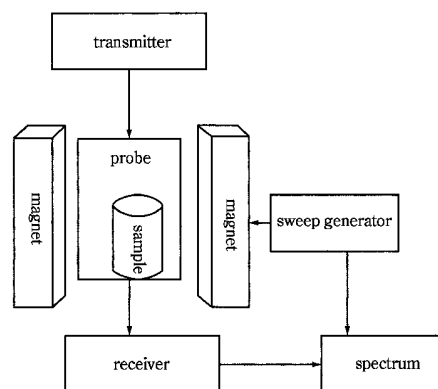 transmitter
probe
magnet
sample
magnet
sweep generator
receiver
spectrum